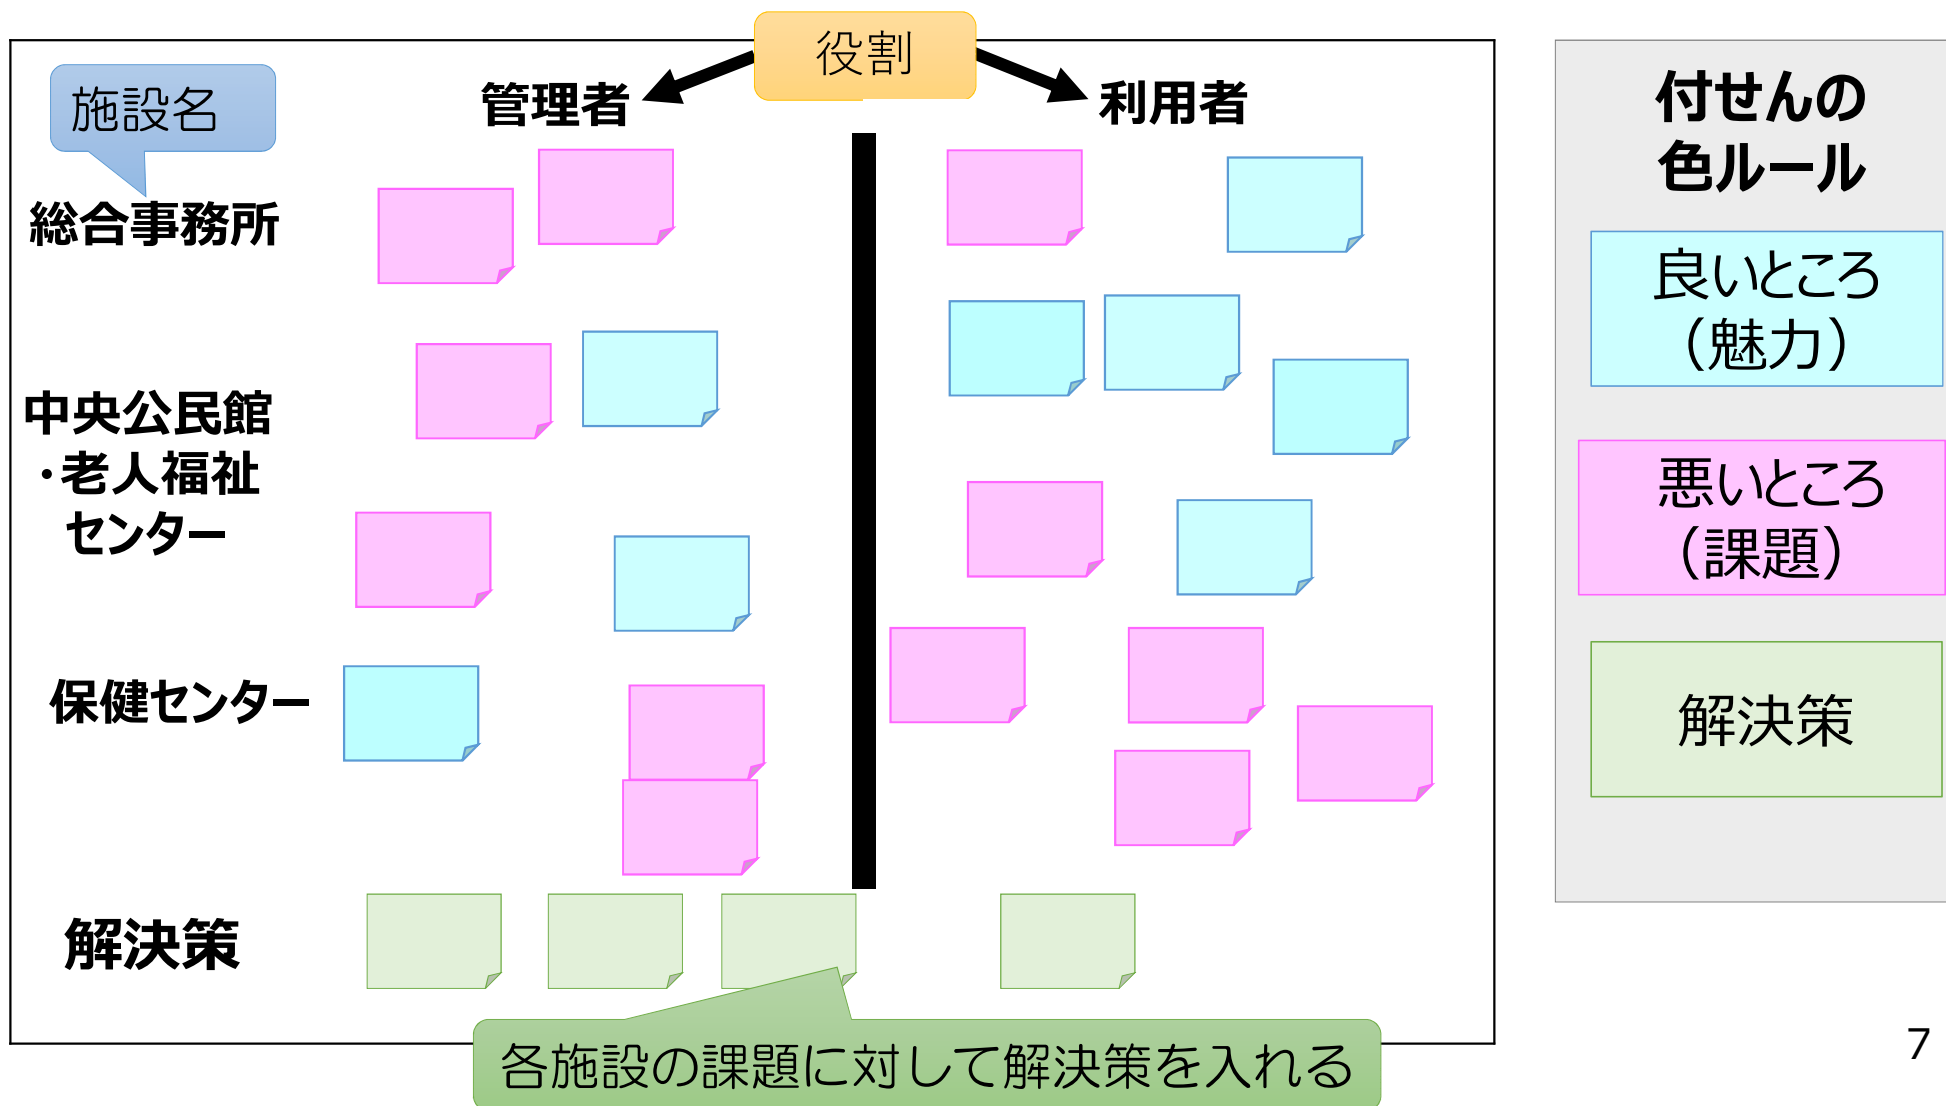 役割
施設名
管理者
利用者
総合事務所
中央公民館
・老人福祉
センター
保健センター
解決策
各施設の課題に対して解決策を入れる
付せんの
色ルール
良いところ
（魅力）
悪いところ
（課題）
解決策
7